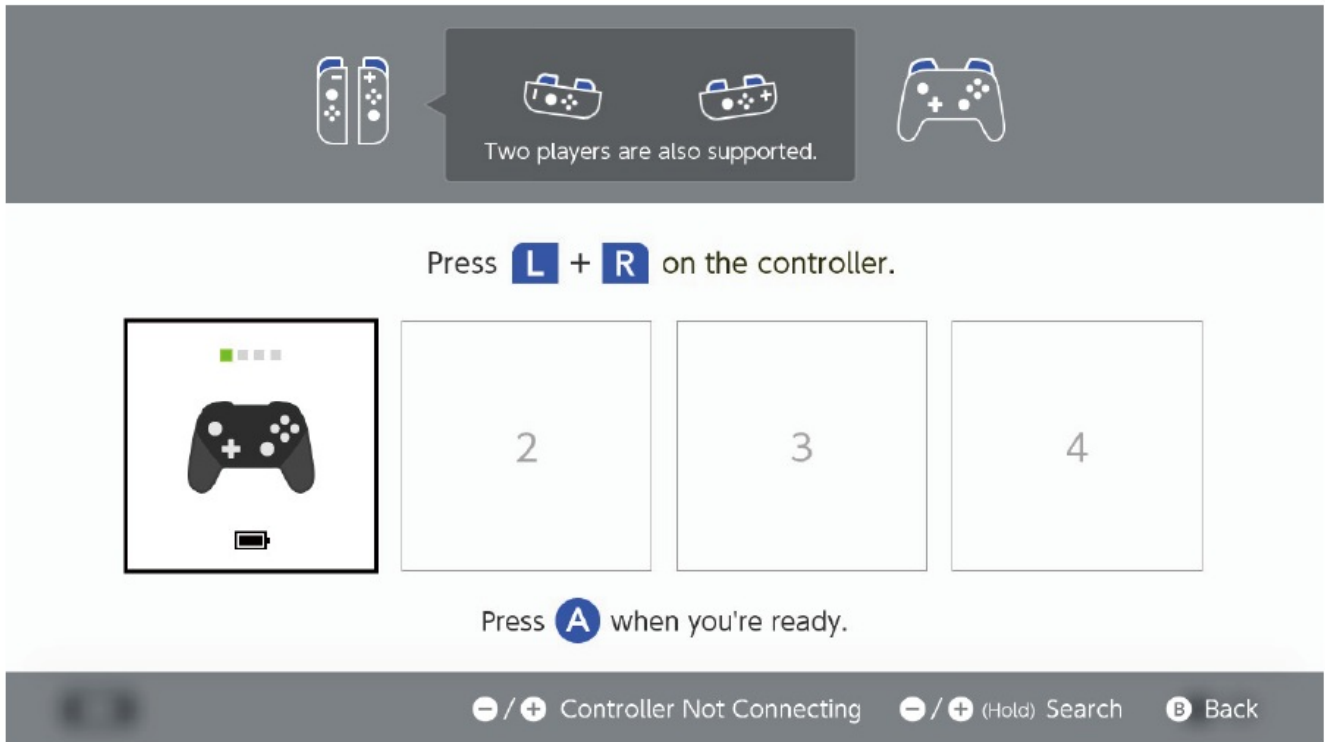 Two players are also supported.
Press L + R on the controller.
2
3
4
Press A when you're ready.
-/+ Controller Not Connecting -/+ (Hold) Search B Back